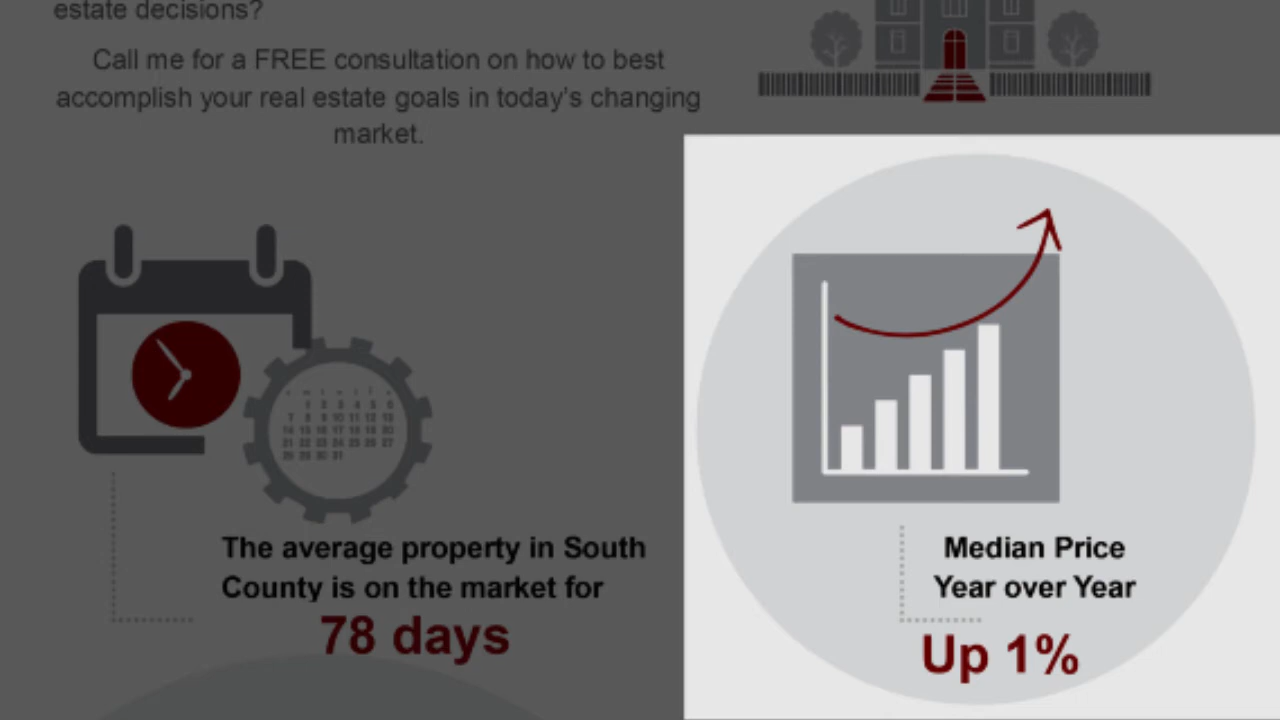 estate decisions?
Call me for a FREE consultation on how to best
accomplish your real estate goals in today's changing
market.
The average property in South
County is on the market for
78 days
Median Price
Year over Year
Up 1%